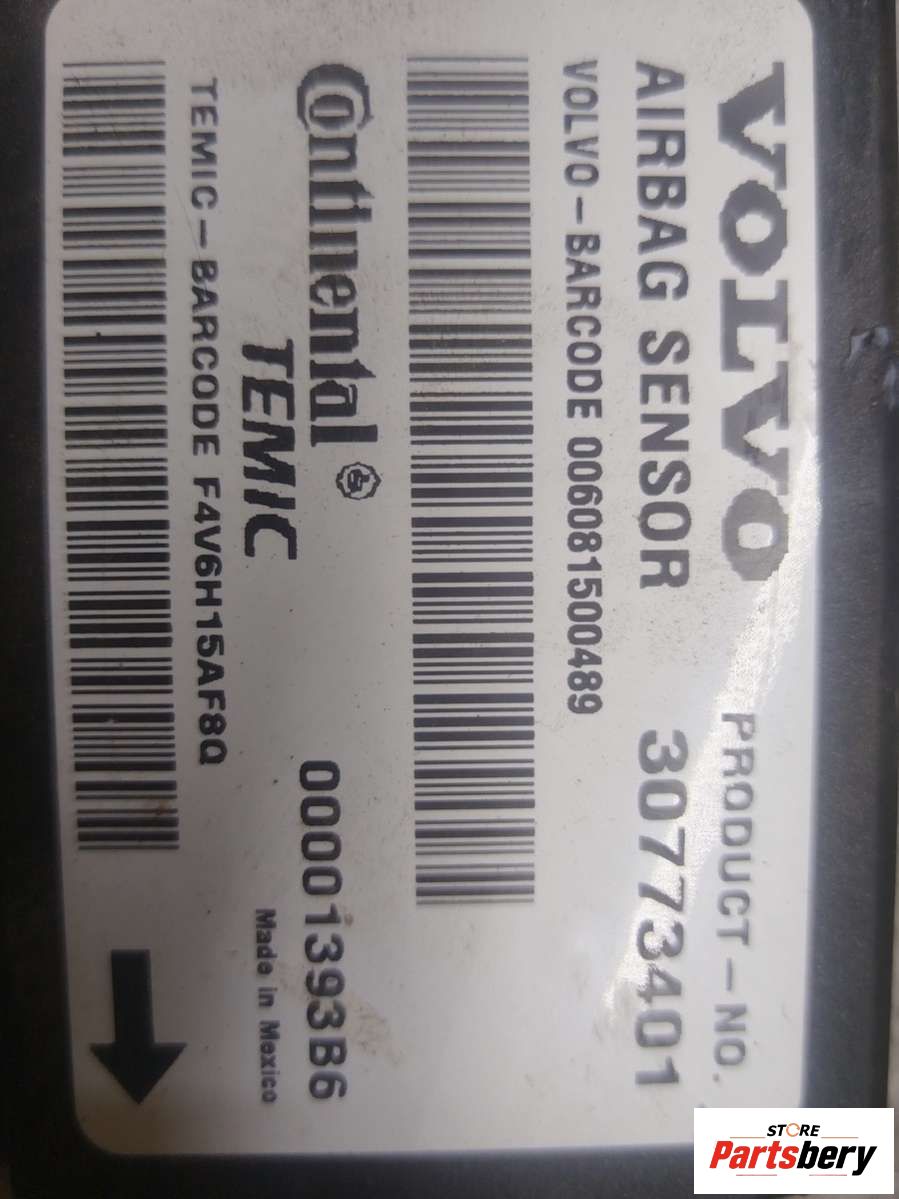 VOLVO PRODUCT-NO.
AIRBAG SENSOR 30773401
VOLVO-BARCODE 006081500489
Continental 00001393B6
TEMIC Made in Mexico
TEMIC-BARCODE F4V6H15AF8Q
STORE
Partsbery